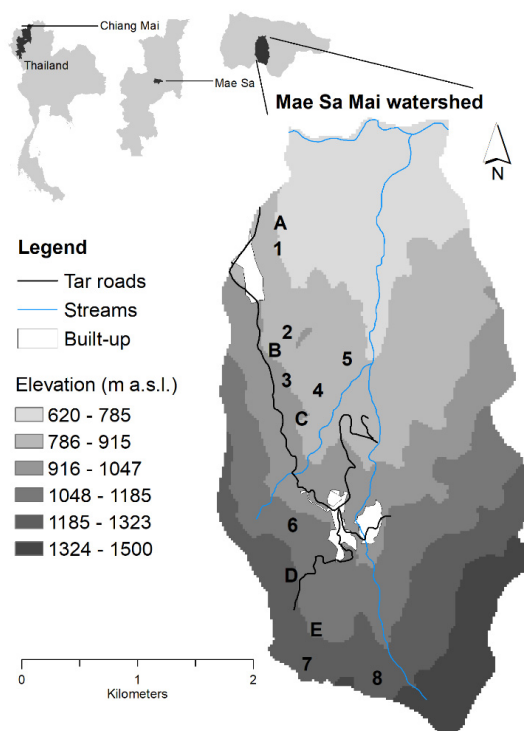 Chiang Mai
Thailand
Mae Sa
Mae Sa Mai watershed
N
A
1
Legend
Tar roads
Streams
Built-up
2
B
5
3
4
C
Elevation (m a.s.l.)
620 - 785
786 - 915
916 - 1047
1048 - 1185
1185 - 1323
1324 - 1500
6
D
E
7
8
0 1 2
Kilometers